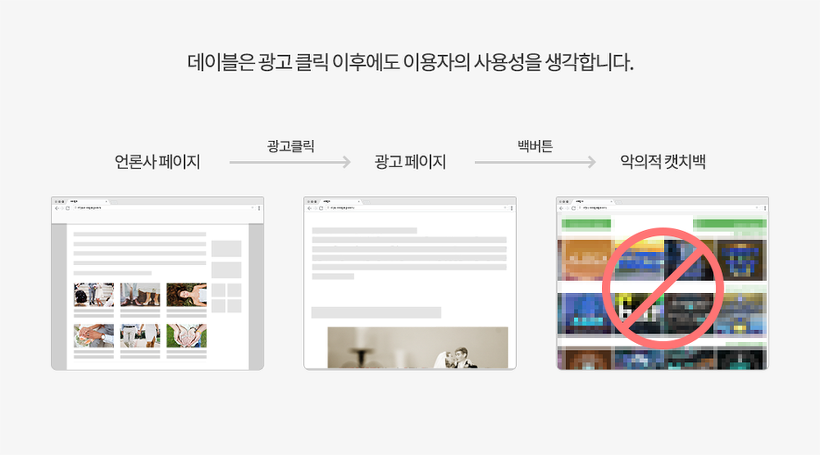 데이블은 광고 클릭 이후에도 이용자의 사용성을 생각합니다.
언론사 페이지
광고클릭
광고 페이지
백버튼
악의적 캣치백